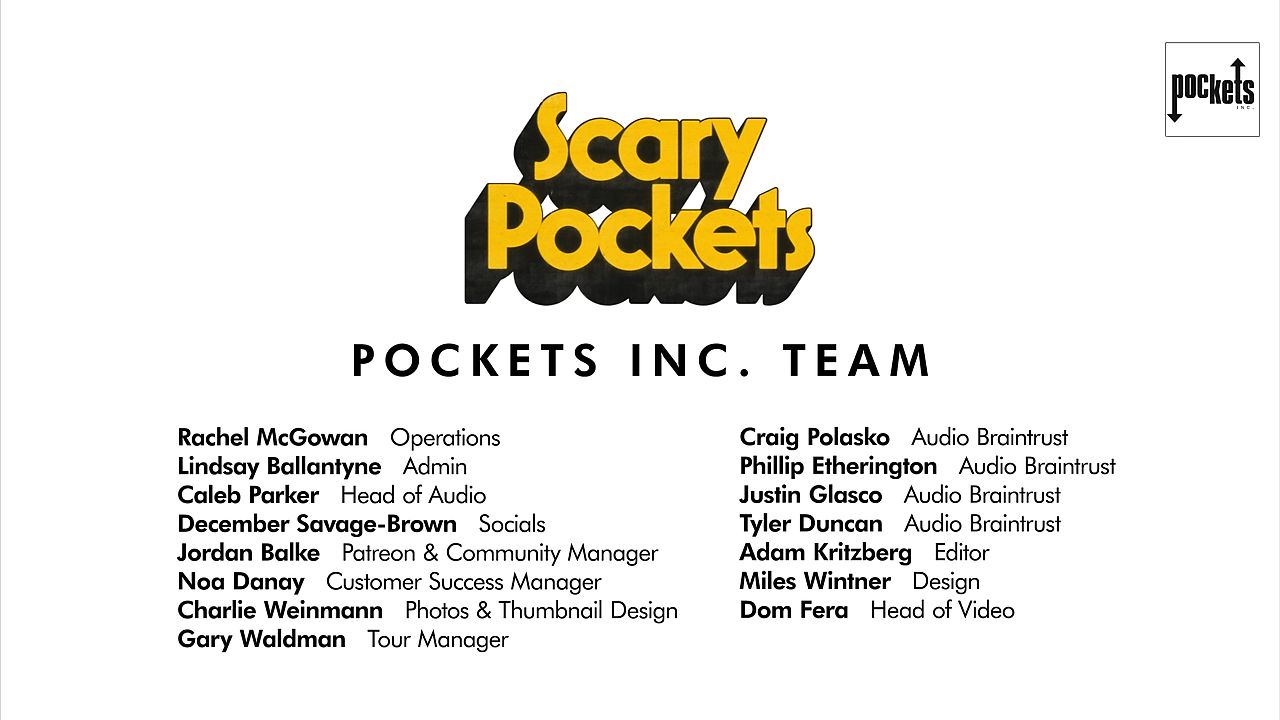 pockets
INC.
Scary
Pockets
POCKETS INC. TEAM
Rachel McGowan Operations
Lindsay Ballantyne Admin
Caleb Parker Head of Audio
December Savage-Brown Socials
Jordan Balke Patreon & Community Manager
Noa Danay Customer Success Manager
Charlie Weinmann Photos & Thumbnail Design
Gary Waldman Tour Manager
Craig Polasko Audio Braintrust
Phillip Etherington Audio Braintrust
Justin Glasco Audio Braintrust
Tyler Duncan Audio Braintrust
Adam Kritzberg Editor
Miles Wintner Design
Dom Fera Head of Video